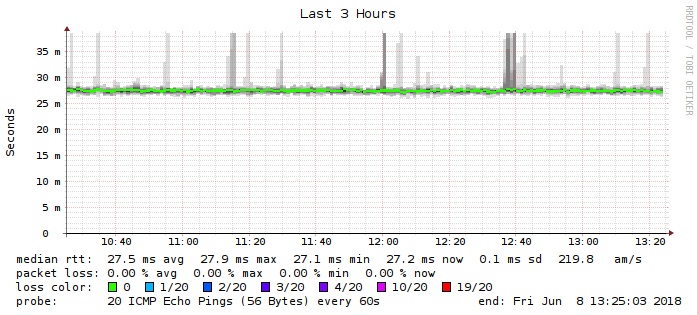 Last 3 Hours
RRDTOOL / TOBI OETIKER
Seconds
35 m
30 m
25 m
20 m
15 m
10 m
5 m
0
10:40 11:00 11:20 11:40 12:00 12:20 12:40 13:00 13:20
median rtt: 27.5 ms avg 27.9 ms max 27.1 ms min 27.2 ms now 0.1 ms sd 219.8 am/s
packet loss: 0.00 % avg 0.00 % max 0.00 % min 0.00 % now
loss color: 0 1/20 2/20 3/20 4/20 10/20 19/20
probe: 20 ICMP Echo Pings (56 Bytes) every 60s end: Fri Jun 8 13:25:03 2018